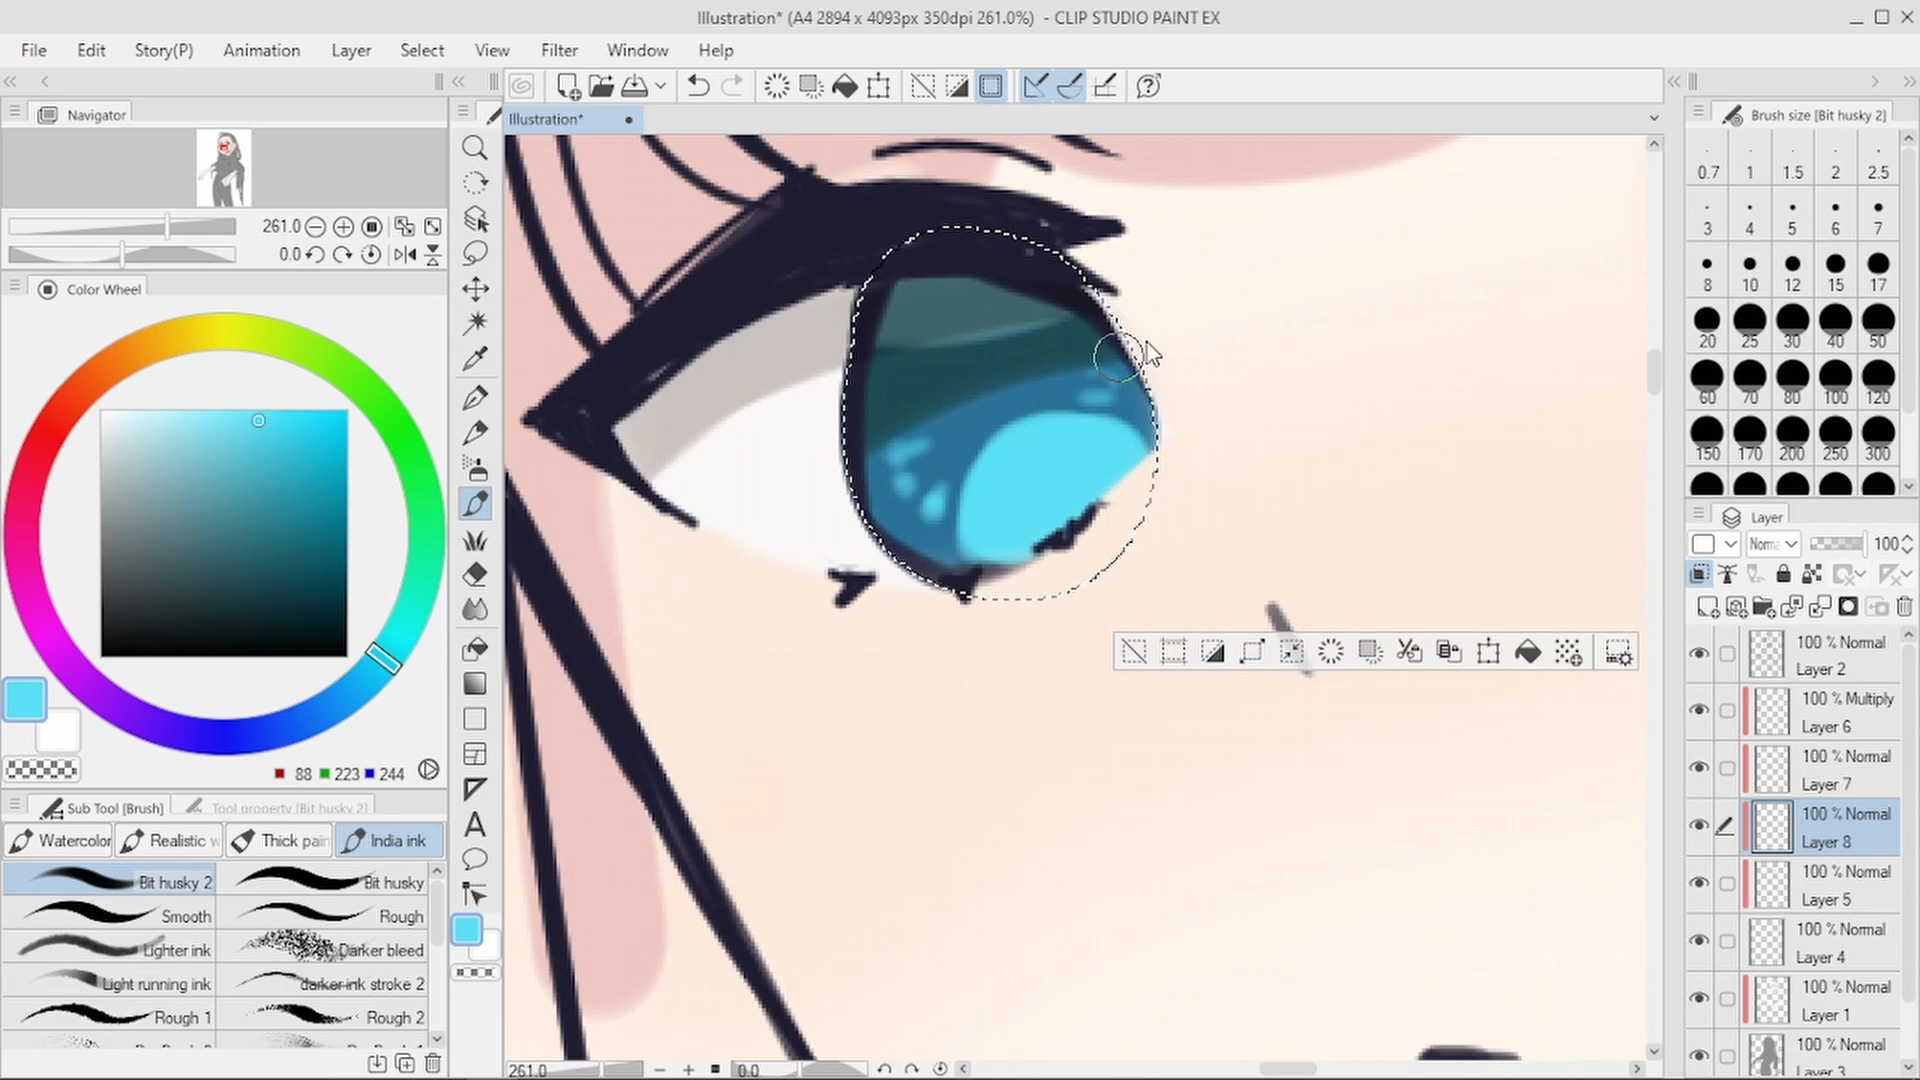 Illustration* (A4 2894 x 4093px 350dpi 261.0%) - CLIP STUDIO PAINT EX
File Edit Story(P) Animation Layer Select View Filter Window Help
Navigator
Illustration*
Brush size [Bit husky 2]
0.7 1 1.5 2 2.5
3 4 5 6 7
8 10 12 15 17
20 25 30 40 50
60 70 80 100 120
150 170 200 250 300
261.0
0.0
Color Wheel
88 223 244
Sub Tool [Brush] Tool property [Bit husky 2]
Watercolor Realistic w Thick pain India ink
Bit husky 2 Bit husky
Smooth Rough
Lighter ink Darker bleed
Light running ink darker ink stroke 2
Rough 1 Rough 2
261.0 0.0
Layer
Norm 100
100 % Normal
Layer 2
100 % Multiply
Layer 6
100 % Normal
Layer 7
100 % Normal
Layer 8
100 % Normal
Layer 5
100 % Normal
Layer 4
100 % Normal
Layer 1
100 % Normal
Layer 3